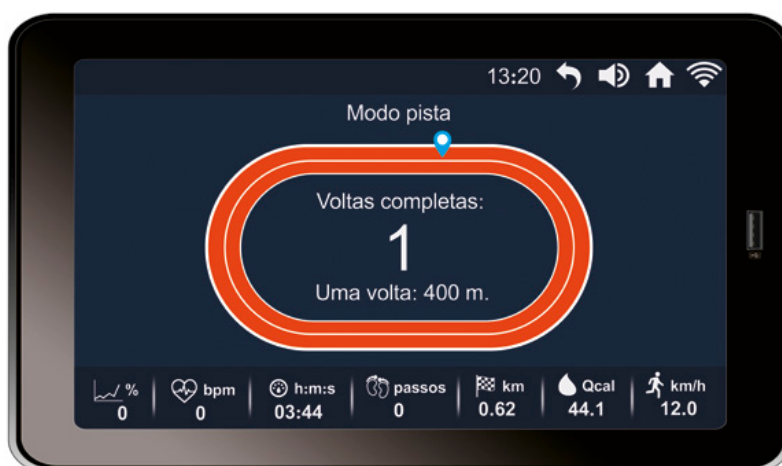 13:20
Modo pista
Voltas completas:
1
Uma volta: 400 m.
% bpm h:m:s passos km Qcal km/h
0 0 03:44 0 0.62 44.1 12.0